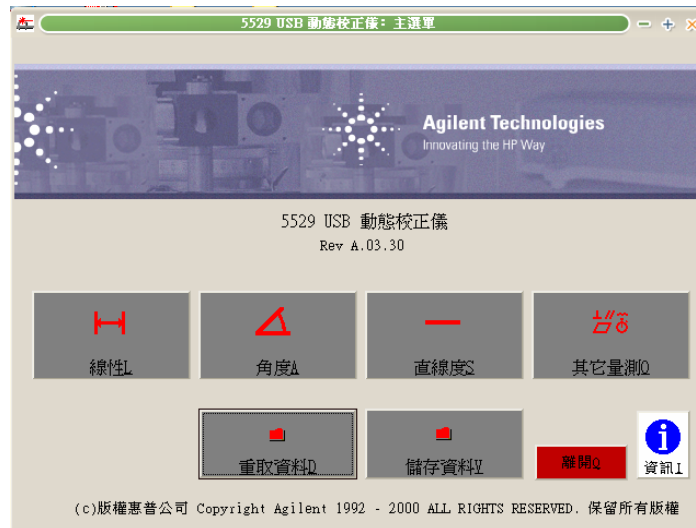 5529 USB 動態校正儀: 主選單
Agilent Technologies
Innovating the HP Way
5529 USB 動態校正儀
Rev A.03.30
線性L
角度A
直線度S
其它量測O
重取資料D
儲存資料V
離開Q
資訊I
(c)版權惠普公司 Copyright Agilent 1992 - 2000 ALL RIGHTS RESERVED. 保留所有版權